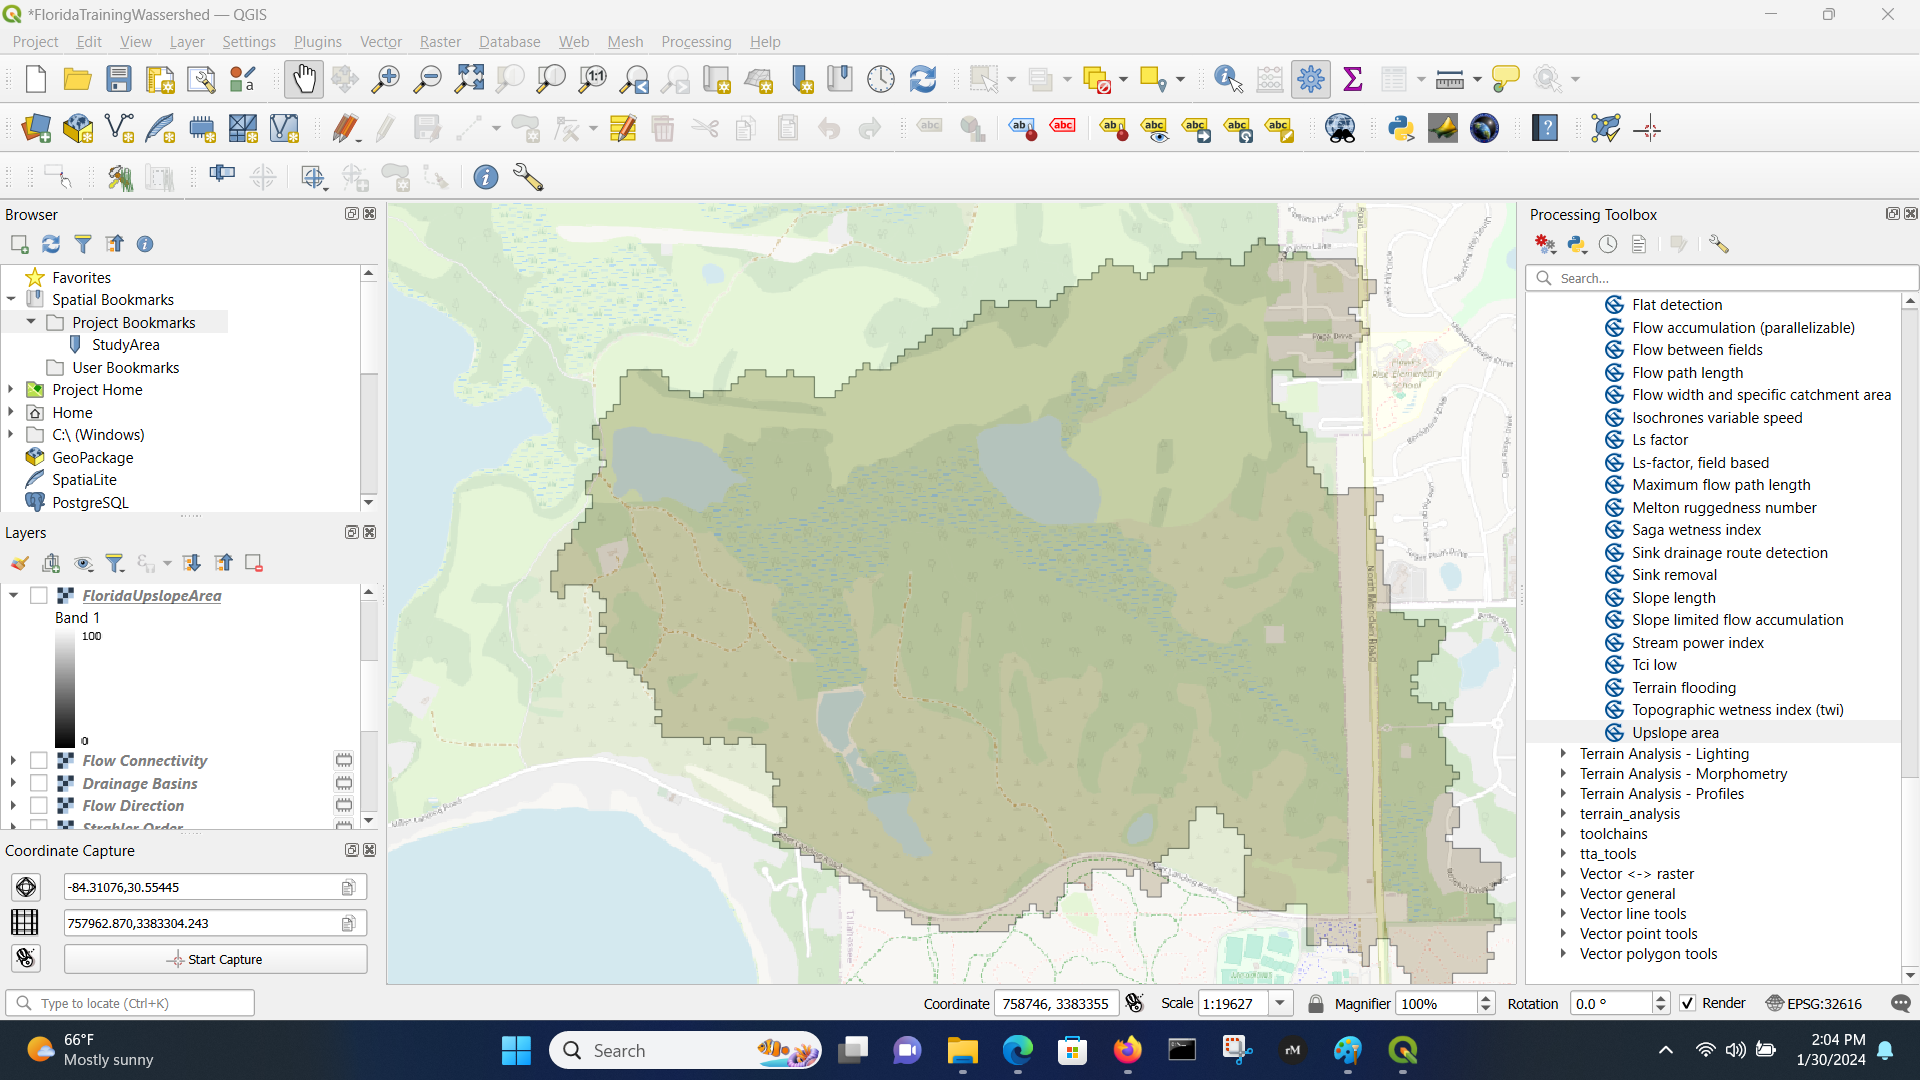 *FloridaTrainingWassershed — QGIS
Project Edit View Layer Settings Plugins Vector Raster Database Web Mesh Processing Help
Browser
Favorites
Spatial Bookmarks
Project Bookmarks
StudyArea
User Bookmarks
Project Home
Home
C:\ (Windows)
GeoPackage
SpatiaLite
PostgreSQL
Layers
FloridaUpslopeArea
Band 1
100
0
Flow Connectivity
Drainage Basins
Flow Direction
Strahler Order
Coordinate Capture
-84.31076,30.55445
757962.870,3383304.243
Start Capture
Processing Toolbox
Search...
Flat detection
Flow accumulation (parallelizable)
Flow between fields
Flow path length
Flow width and specific catchment area
Isochrones variable speed
Ls factor
Ls-factor, field based
Maximum flow path length
Melton ruggedness number
Saga wetness index
Sink drainage route detection
Sink removal
Slope length
Slope limited flow accumulation
Stream power index
Tci low
Terrain flooding
Topographic wetness index (twi)
Upslope area
Terrain Analysis - Lighting
Terrain Analysis - Morphometry
Terrain Analysis - Profiles
terrain_analysis
toolchains
tta_tools
Vector <-> raster
Vector general
Vector line tools
Vector point tools
Vector polygon tools
Type to locate (Ctrl+K)
Coordinate 758746, 3383355 Scale 1:19627 Magnifier 100% Rotation 0.0 ° Render EPSG:32616
66°F
Mostly sunny
Search
rM
2:04 PM
1/30/2024